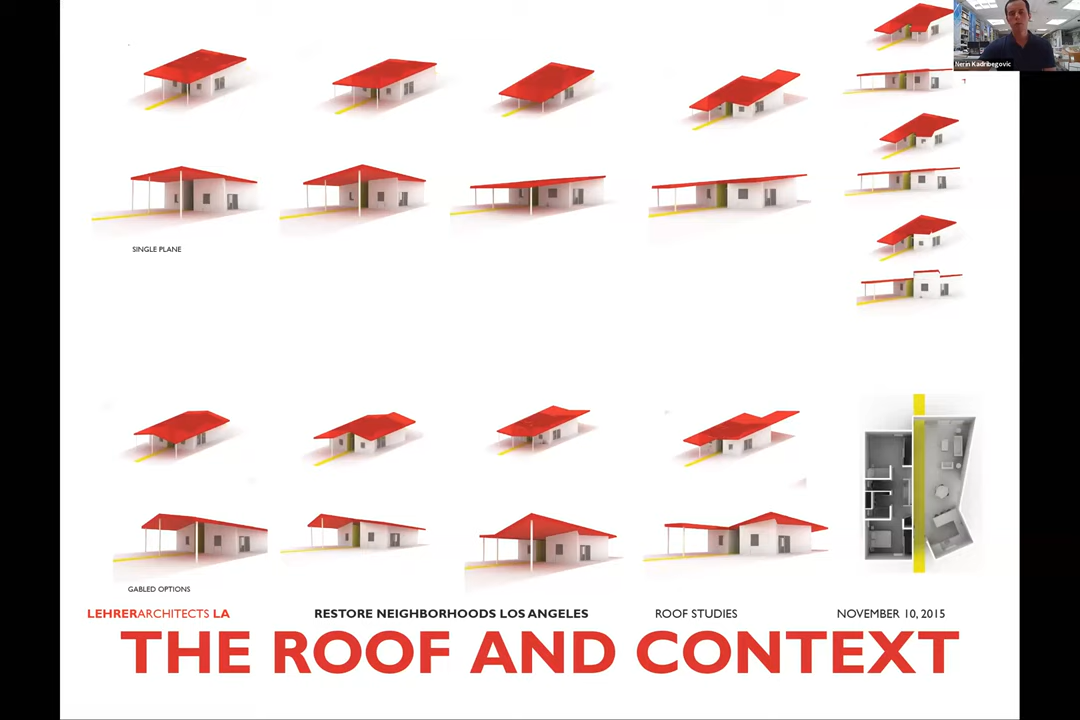 Nerin Kadribegovic
SINGLE PLANE
GABLED OPTIONS
LEHRERARCHITECTS LA
RESTORE NEIGHBORHOODS LOS ANGELES
ROOF STUDIES
NOVEMBER 10, 2015
THE ROOF AND CONTEXT